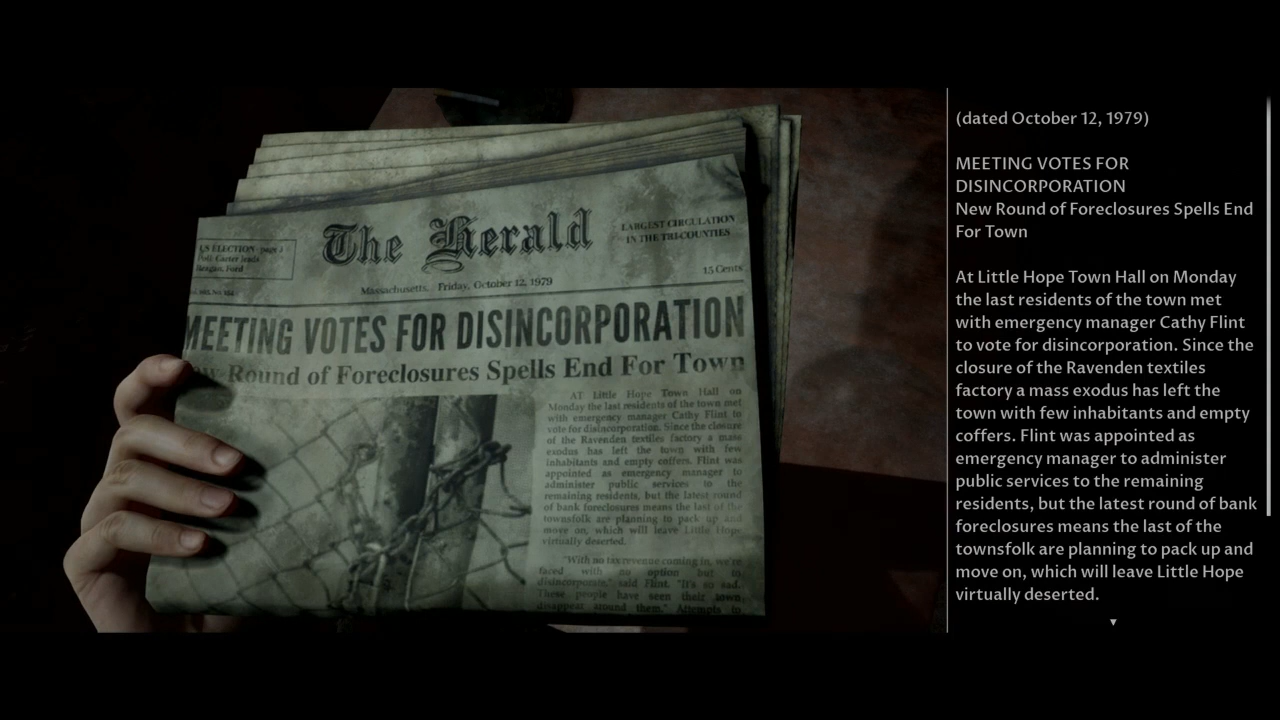 US ELECTION: page 4
Poll: Carter leads
Reagan, Ford
The Herald
LARGEST CIRCULATION
IN THE TRI-COUNTIES
15 Cents
Massachusetts, Friday, October 12, 1979
MEETING VOTES FOR DISINCORPORATION
New Round of Foreclosures Spells End For Town
AT Little Hope Town Hall on
Monday the last residents of the town met
with emergency manager Cathy Flint to
vote for disincorporation. Since the closure
of the Ravenden textiles factory a mass
exodus has left the town with few
inhabitants and empty coffers. Flint was
appointed as emergency manager to
administer public services to the
remaining residents, but the latest round
of bank foreclosures means the last of the
townsfolk are planning to pack up and
move on, which will leave Little Hope
virtually deserted.
"With no tax revenue coming in, we're
faced with no option but to
disincorporate," said Flint. "It's so sad.
These people have seen their town
disappear around them." Attempts to
(dated October 12, 1979)
MEETING VOTES FOR
DISINCORPORATION
New Round of Foreclosures Spells End
For Town
At Little Hope Town Hall on Monday
the last residents of the town met
with emergency manager Cathy Flint
to vote for disincorporation. Since the
closure of the Ravenden textiles
factory a mass exodus has left the
town with few inhabitants and empty
coffers. Flint was appointed as
emergency manager to administer
public services to the remaining
residents, but the latest round of bank
foreclosures means the last of the
townsfolk are planning to pack up and
move on, which will leave Little Hope
virtually deserted.